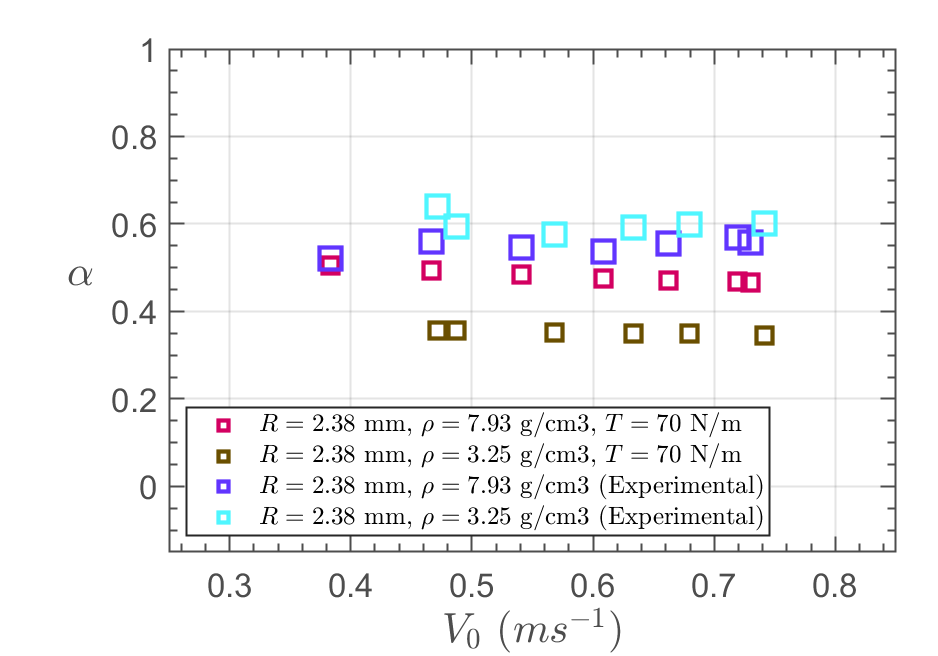 1
0.8
0.6
0.4
0.2
0
α
R = 2.38 mm, ρ = 7.93 g/cm3, T = 70 N/m
R = 2.38 mm, ρ = 3.25 g/cm3, T = 70 N/m
R = 2.38 mm, ρ = 7.93 g/cm3 (Experimental)
R = 2.38 mm, ρ = 3.25 g/cm3 (Experimental)
0.3 0.4 0.5 0.6 0.7 0.8
V₀ (ms⁻¹)